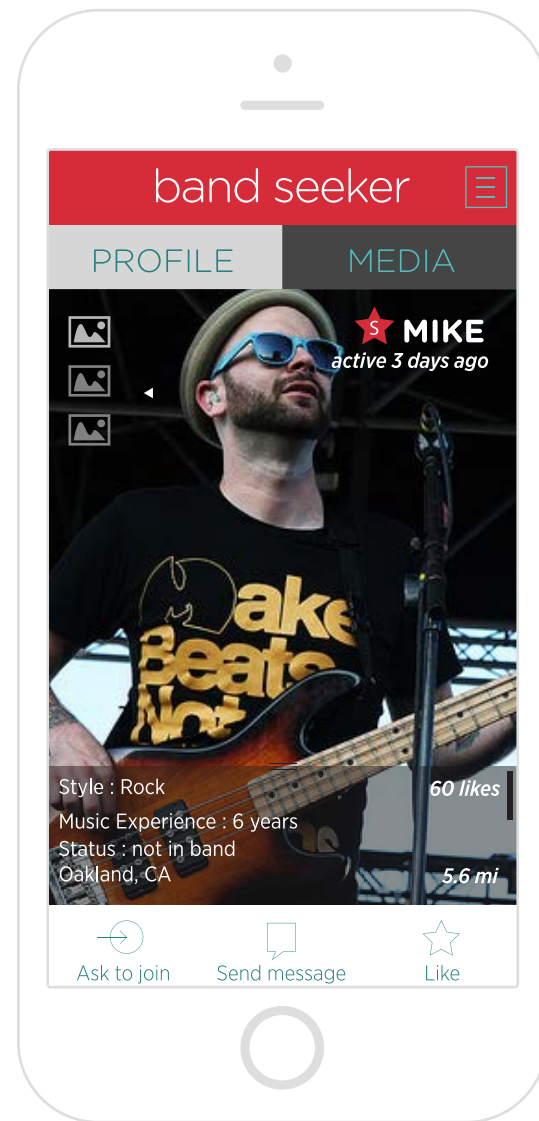 band seeker
PROFILE
MEDIA
S MIKE
active 3 days ago
Make
Beats
Not
Style : Rock
60 likes
Music Experience : 6 years
Status : not in band
Oakland, CA
5.6 mi
Ask to join
Send message
Like